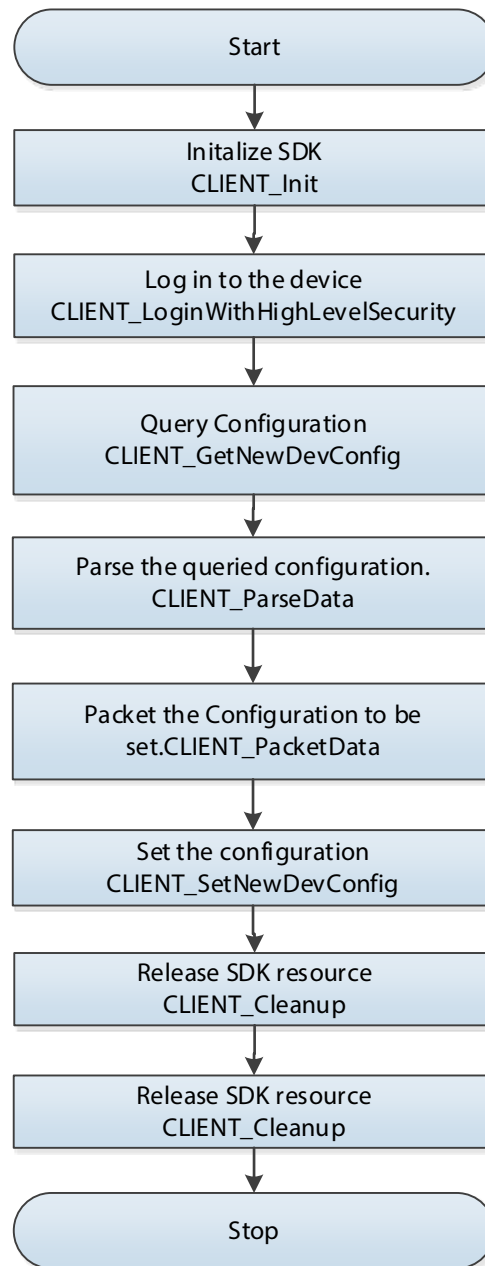 Start
Initalize SDK
CLIENT_Init
Log in to the device
CLIENT_LoginWithHighLevelSecurity
Query Configuration
CLIENT_GetNewDevConfig
Parse the queried configuration.
CLIENT_ParseData
Packet the Configuration to be
set.CLIENT_PacketData
Set the configuration
CLIENT_SetNewDevConfig
Release SDK resource
CLIENT_Cleanup
Release SDK resource
CLIENT_Cleanup
Stop